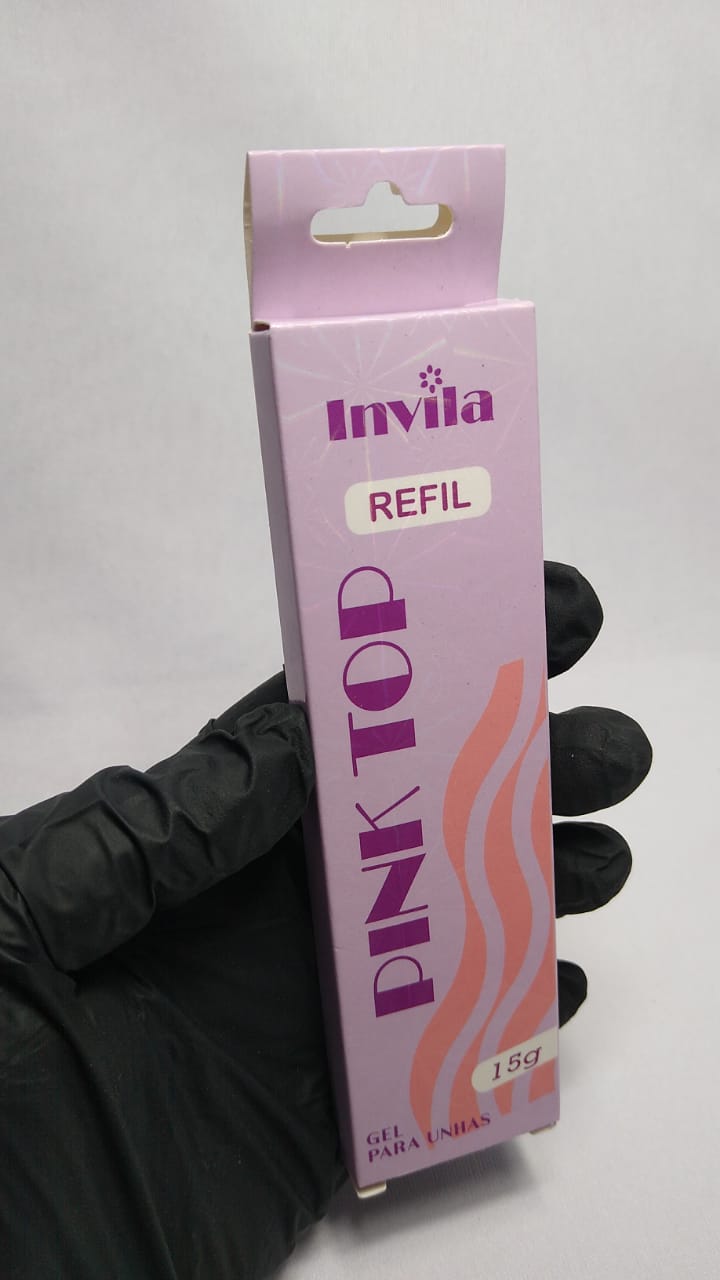 Invila
REFIL
PINK TOP
15g
GEL
PARA UNHAS